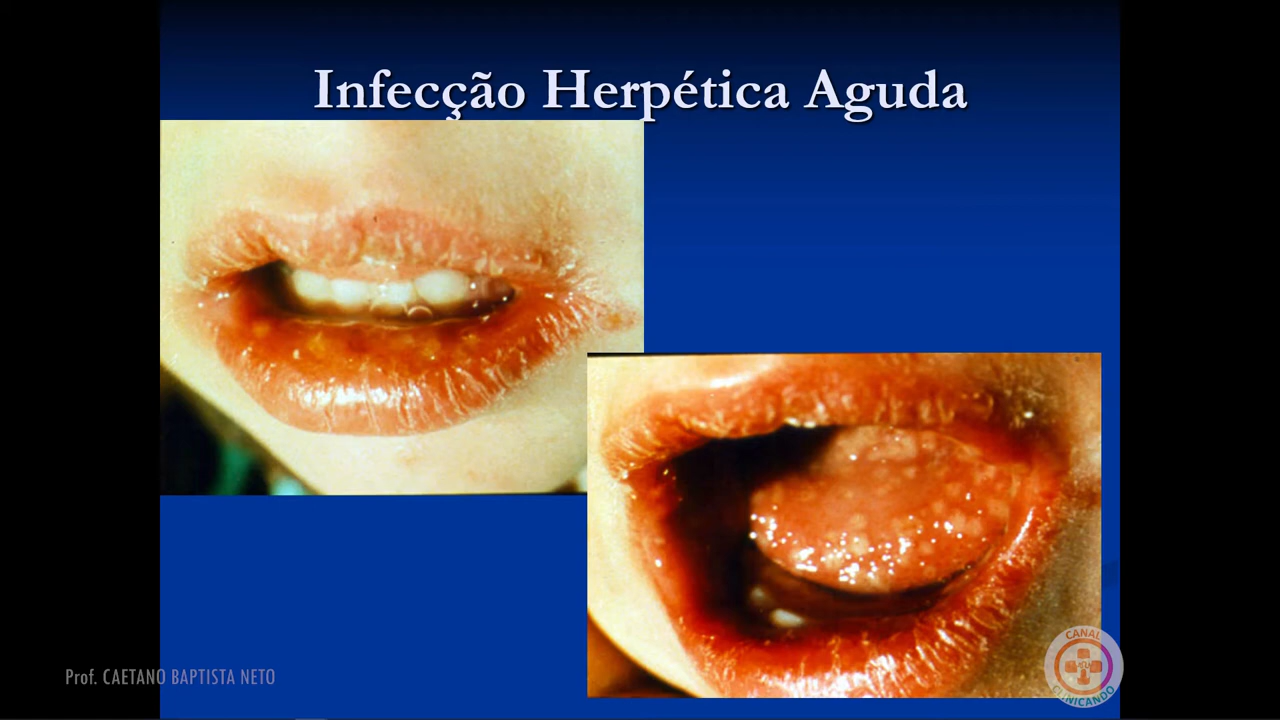 Infecção Herpética Aguda
Prof. CAETANO BAPTISTA NETO
CANAL
CLINICANDO